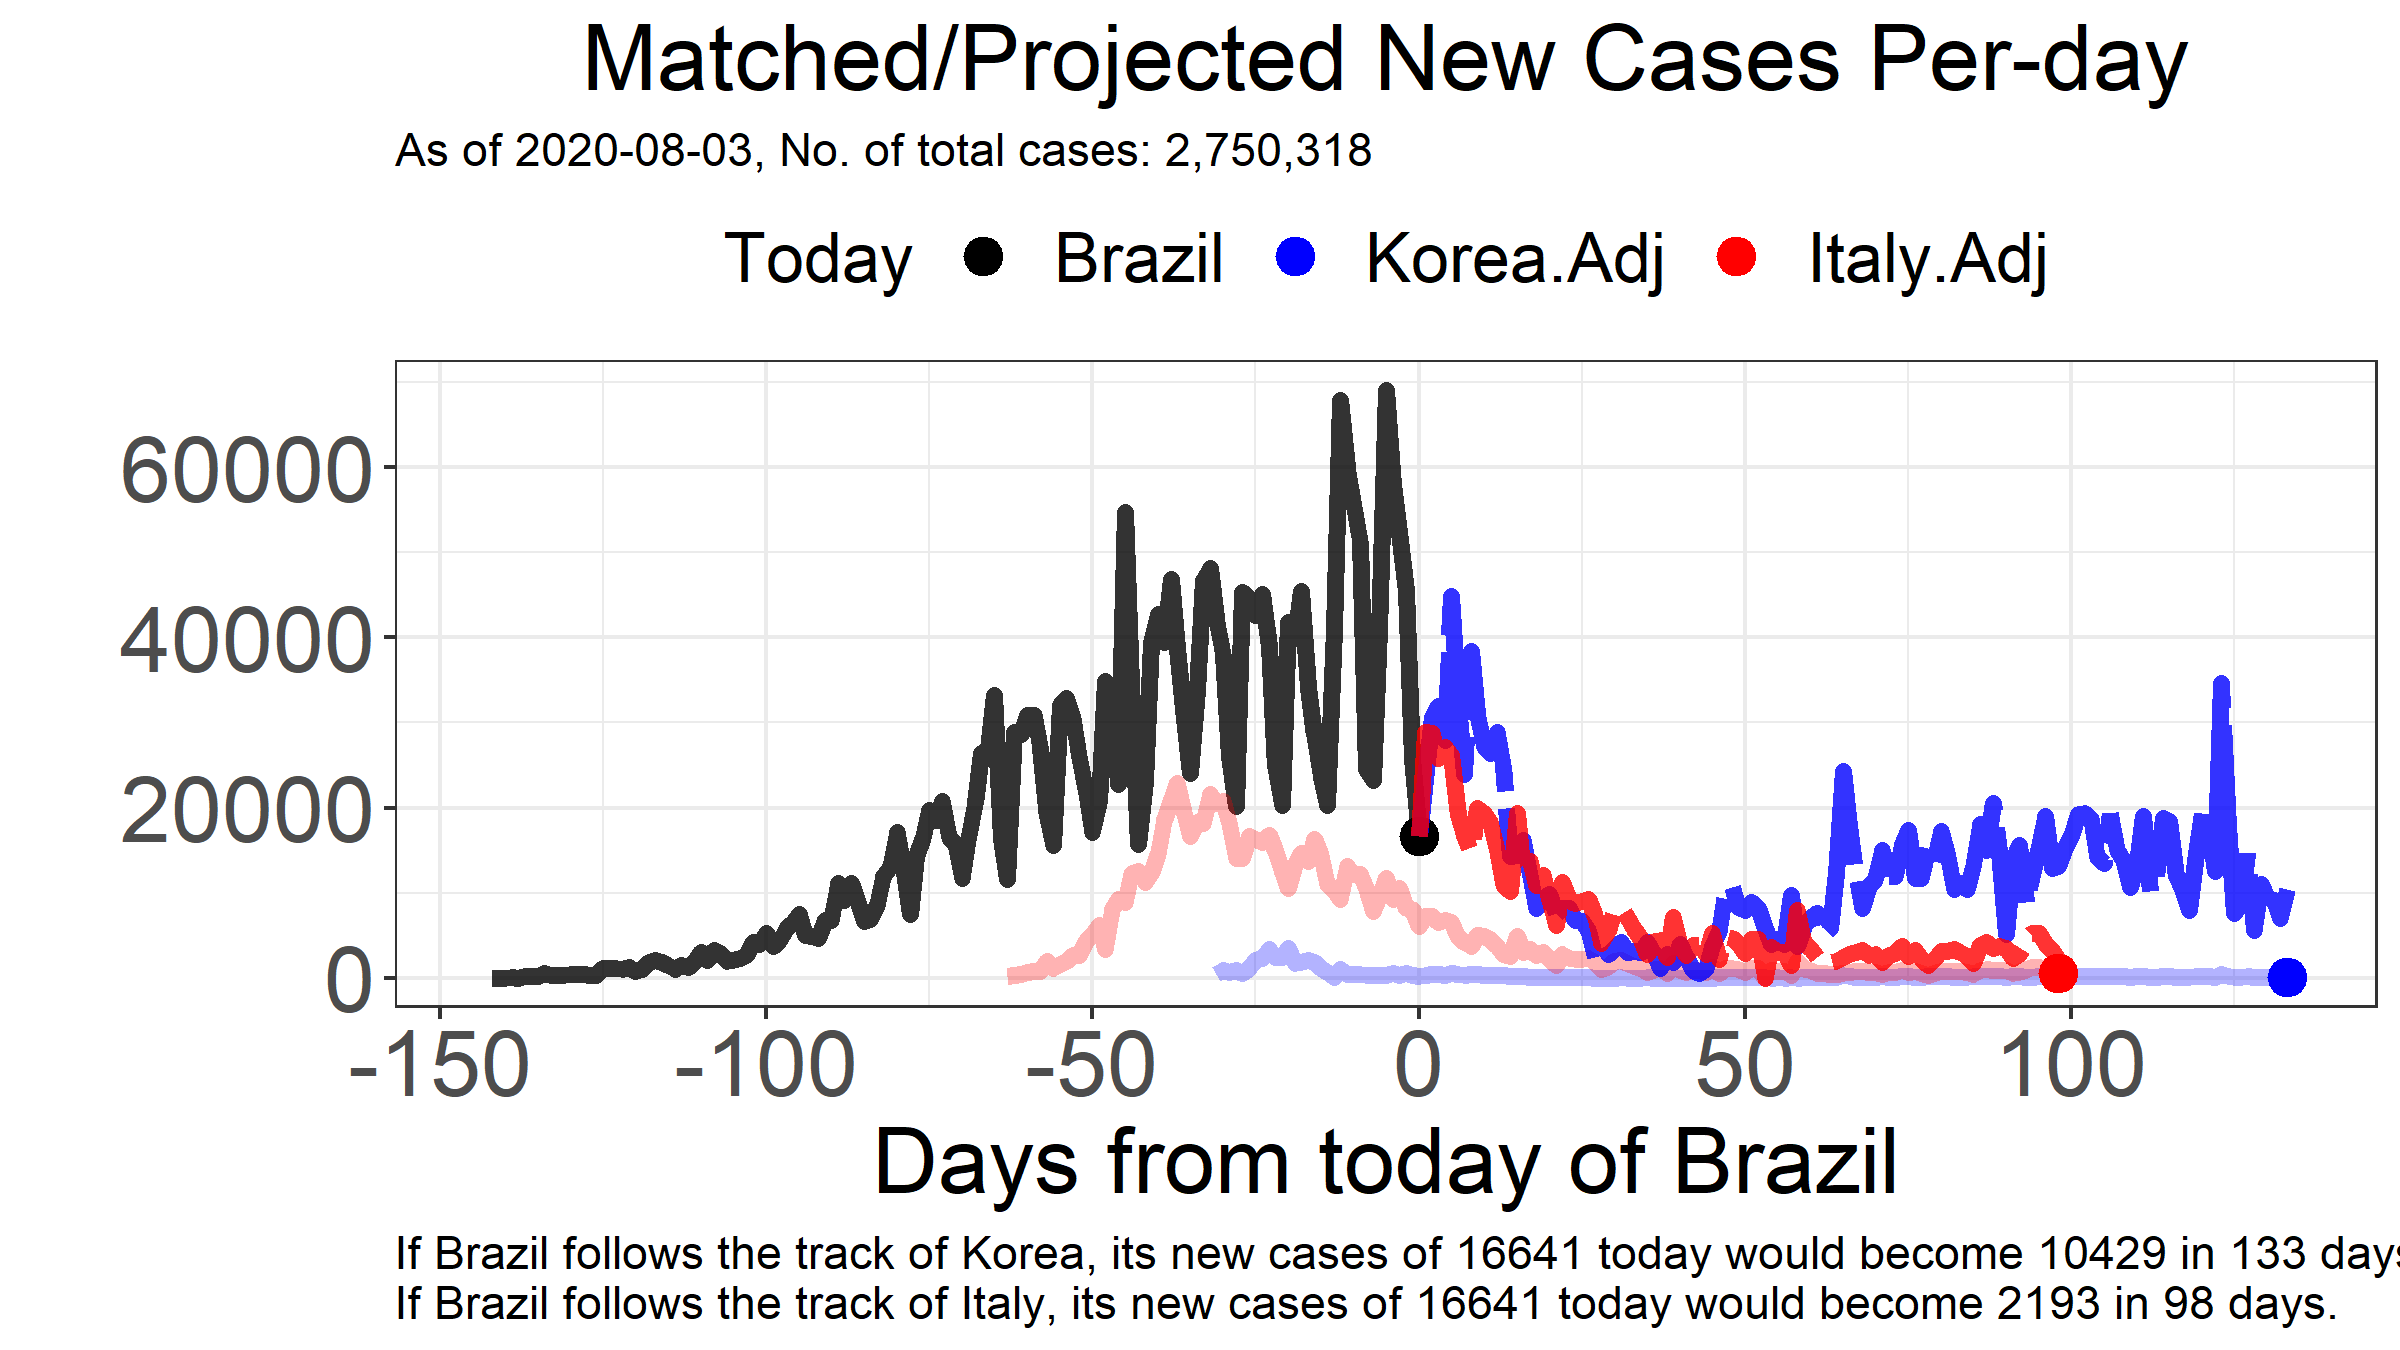 Matched/Projected New Cases Per-day
As of 2020-08-03, No. of total cases: 2,750,318
Today Brazil Korea.Adj Italy.Adj
60000
40000
20000
0
-150 -100 -50 0 50 100
Days from today of Brazil
If Brazil follows the track of Korea, its new cases of 16641 today would become 10429 in 133 days
If Brazil follows the track of Italy, its new cases of 16641 today would become 2193 in 98 days.